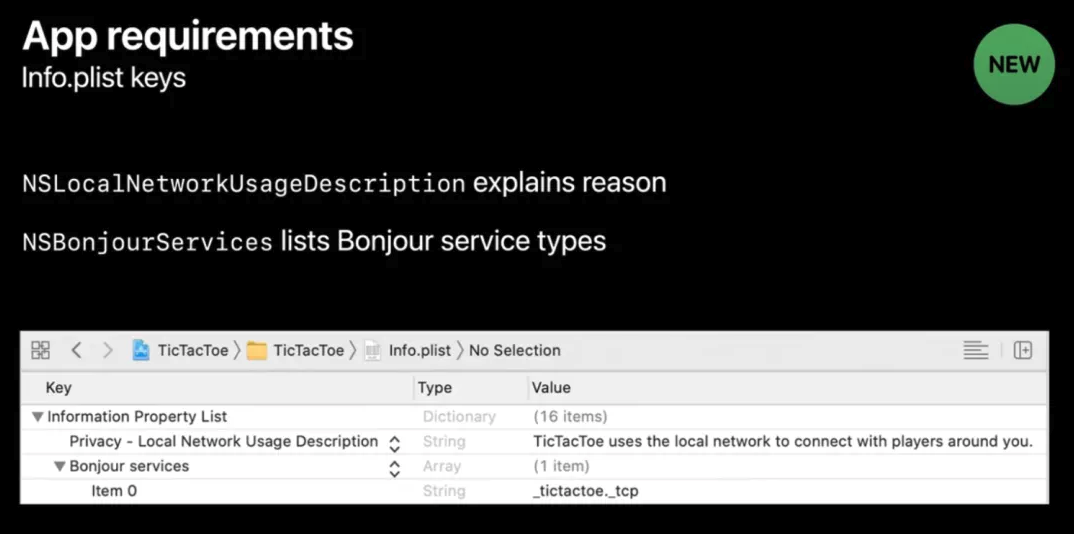 App requirements
NEW
Info.plist keys
NSLocalNetworkUsageDescription explains reason
NSBonjourServices lists Bonjour service types
TicTacToe TicTacToe Info.plist No Selection
Key Type Value
Information Property List Dictionary (16 items)
Privacy - Local Network Usage Description String TicTacToe uses the local network to connect with players around you.
Bonjour services Array (1 item)
Item 0 String _tictactoe._tcp